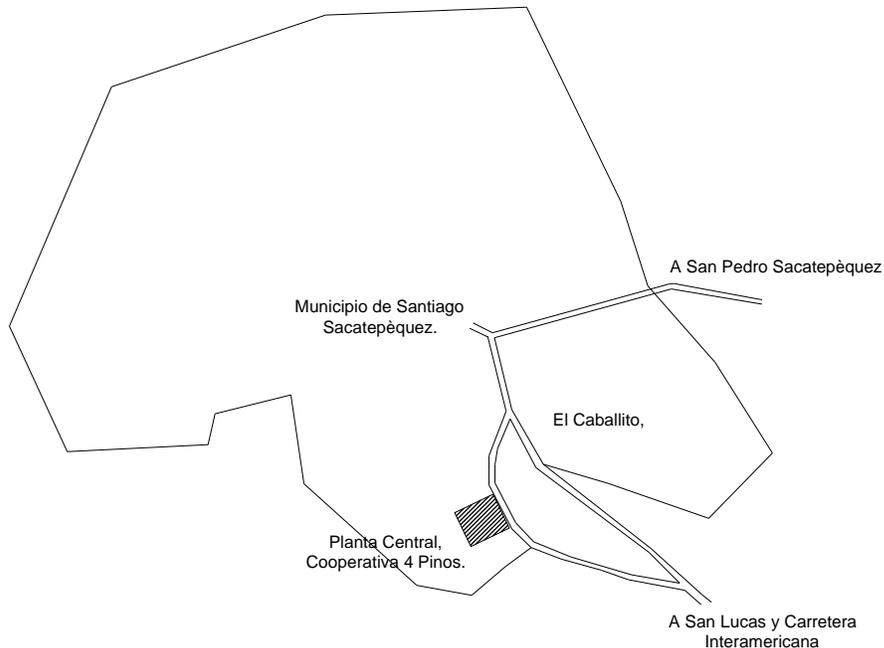 A San Pedro Sacatepèquez
Municipio de Santiago
Sacatepèquez.
El Caballito,
Planta Central,
Cooperativa 4 Pinos.
A San Lucas y Carretera
Interamericana